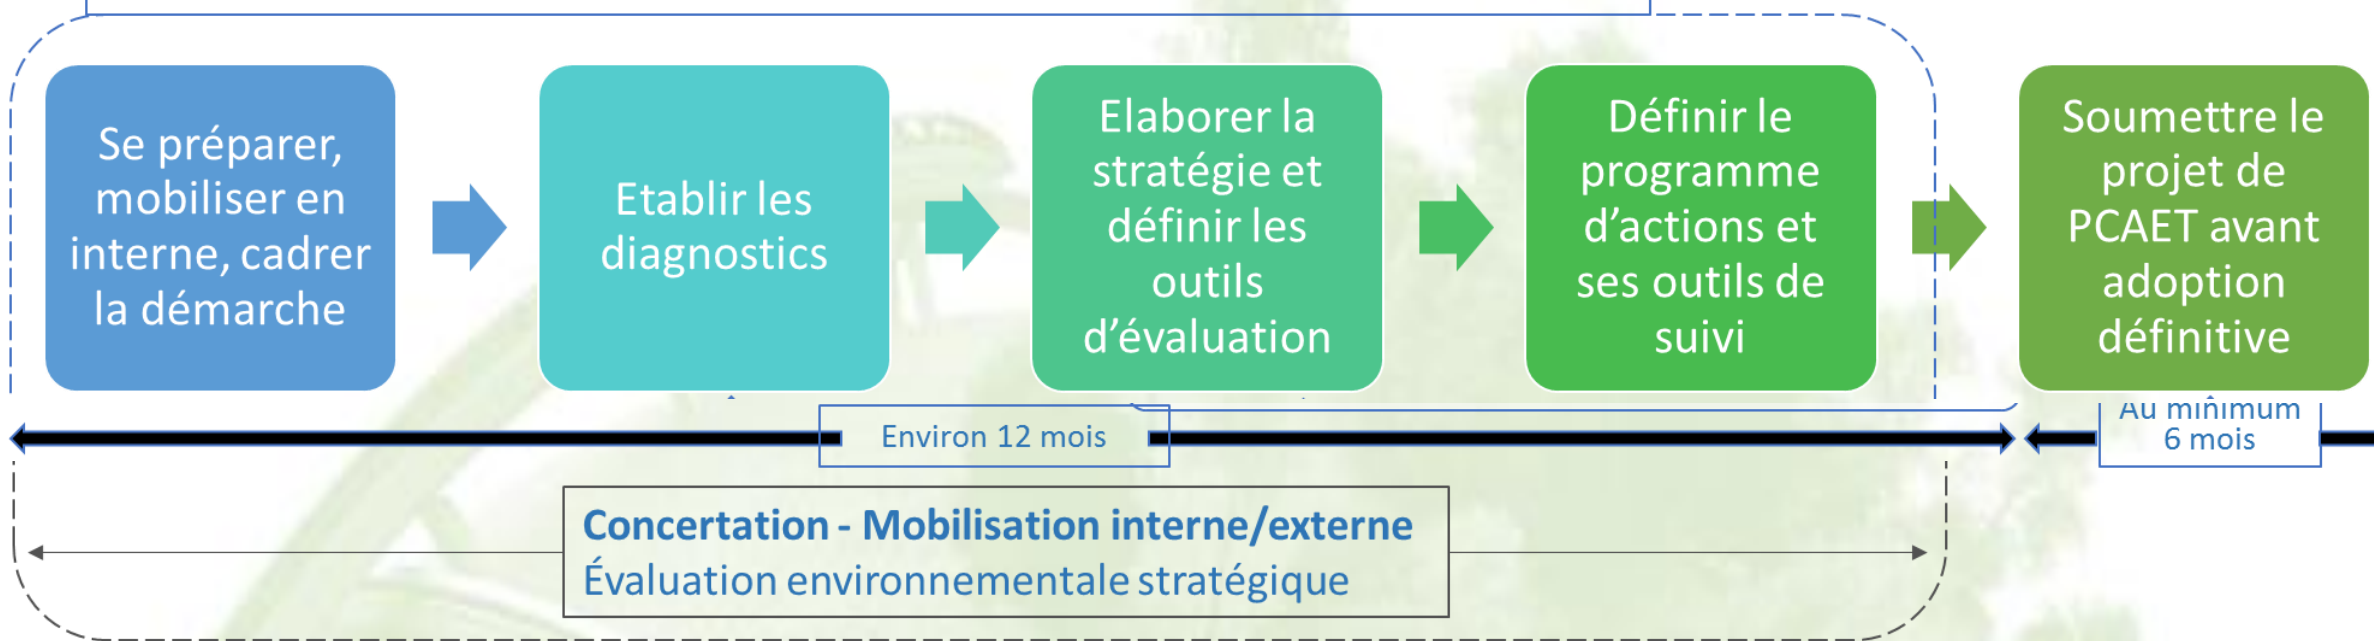 Se préparer,
mobiliser en
interne, cadrer
la démarche
Etablir les
diagnostics
Elaborer la
stratégie et
définir les
outils
d’évaluation
Définir le
programme
d’actions et
ses outils de
suivi
Soumettre le
projet de
PCAET avant
adoption
définitive
Environ 12 mois
Au minimum
6 mois
Concertation - Mobilisation interne/externe
Évaluation environnementale stratégique